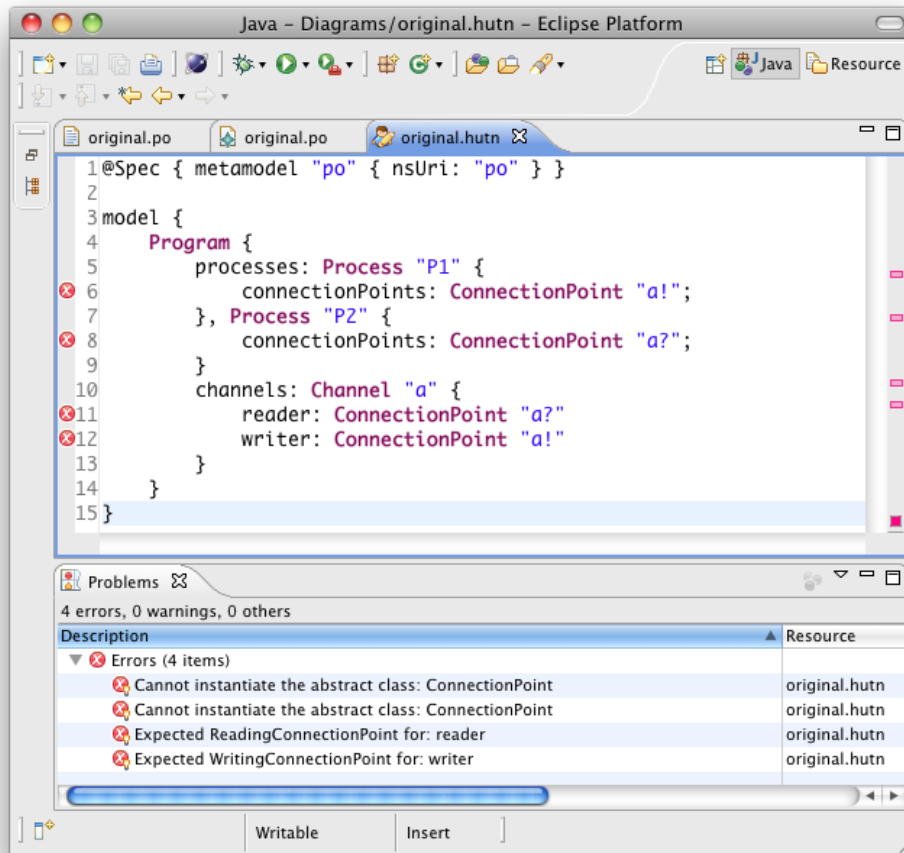 Java – Diagrams/original.hutn – Eclipse Platform
Java Resource
original.po original.po original.hutn
1 @Spec { metamodel "po" { nsUri: "po" } }
2
3 model {
4 Program {
5 processes: Process "P1" {
6 connectionPoints: ConnectionPoint "a!";
7 }, Process "P2" {
8 connectionPoints: ConnectionPoint "a?";
9 }
10 channels: Channel "a" {
11 reader: ConnectionPoint "a?"
12 writer: ConnectionPoint "a!"
13 }
14 }
15 }
Problems
4 errors, 0 warnings, 0 others
Description Resource
Errors (4 items)
Cannot instantiate the abstract class: ConnectionPoint original.hutn
Cannot instantiate the abstract class: ConnectionPoint original.hutn
Expected ReadingConnectionPoint for: reader original.hutn
Expected WritingConnectionPoint for: writer original.hutn
Writable Insert